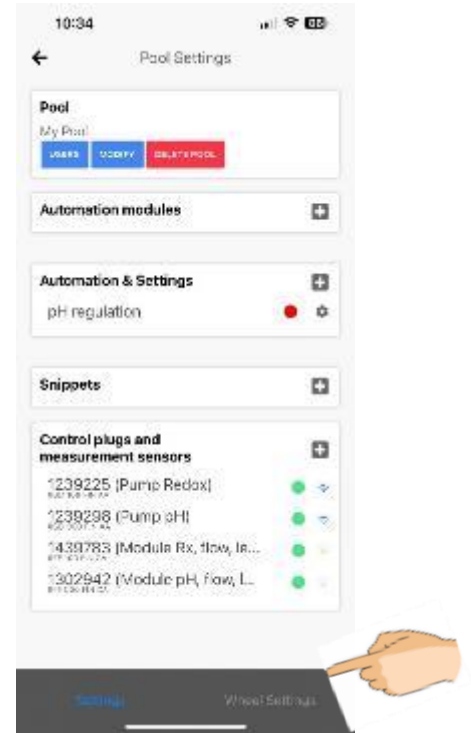 10:34
Pool Settings
Pool
My Pool
USERS MODIFY DELETE POOL
Automation modules
Automation & Settings
pH regulation
Snippets
Control plugs and
measurement sensors
1239225 (Pump Redox)
1239298 (Pump pH)
1439783 (Module Rx, flow, le...
1302942 (Module pH, flow, l...
Settings Wheel Settings